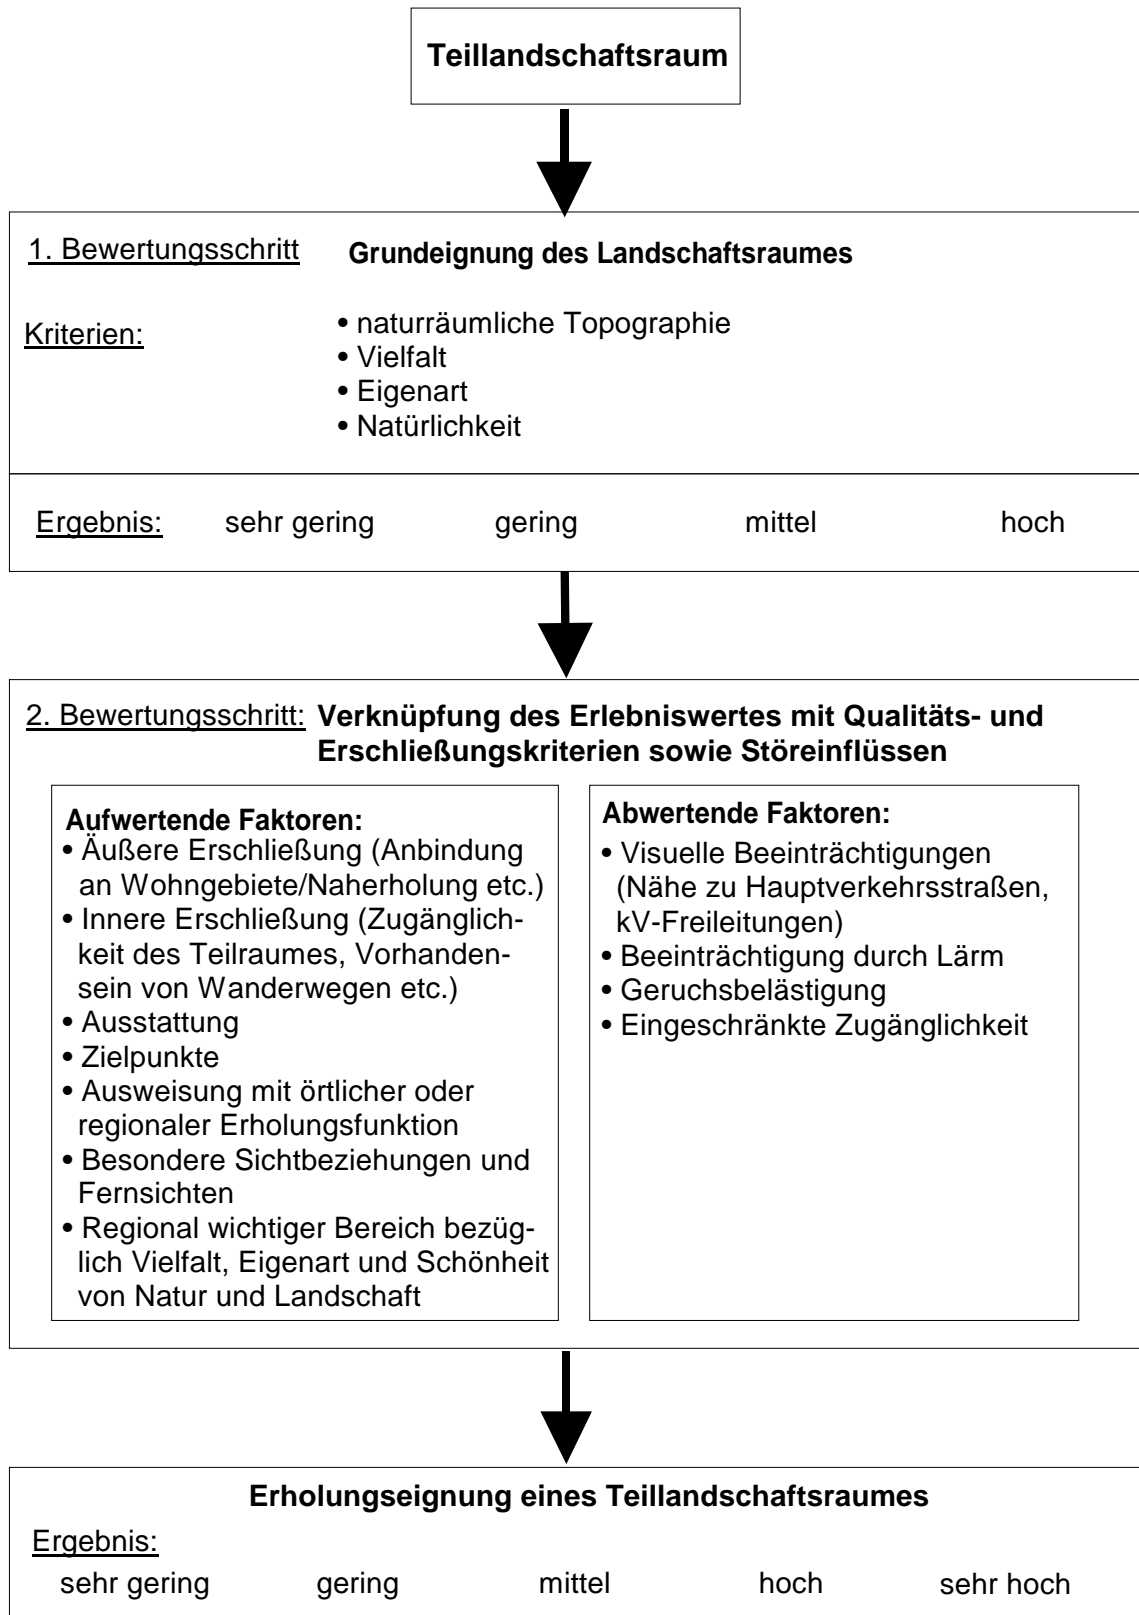 Teillandschaftsraum
1. Bewertungsschritt Grundeignung des Landschaftsraumes
Kriterien:
• naturräumliche Topographie
• Vielfalt
• Eigenart
• Natürlichkeit
Ergebnis: sehr gering gering mittel hoch
2. Bewertungsschritt: Verknüpfung des Erlebniswertes mit Qualitäts- und
Erschließungskriterien sowie Störeinflüssen
Aufwertende Faktoren:
• Äußere Erschließung (Anbindung
an Wohngebiete/Naherholung etc.)
• Innere Erschließung (Zugänglich-
keit des Teilraumes, Vorhanden-
sein von Wanderwegen etc.)
• Ausstattung
• Zielpunkte
• Ausweisung mit örtlicher oder
regionaler Erholungsfunktion
• Besondere Sichtbeziehungen und
Fernsichten
• Regional wichtiger Bereich bezüg-
lich Vielfalt, Eigenart und Schönheit
von Natur und Landschaft
Abwertende Faktoren:
• Visuelle Beeinträchtigungen
(Nähe zu Hauptverkehrsstraßen,
kV-Freileitungen)
• Beeinträchtigung durch Lärm
• Geruchsbelästigung
• Eingeschränkte Zugänglichkeit
Erholungseignung eines Teillandschaftsraumes
Ergebnis:
sehr gering gering mittel hoch sehr hoch